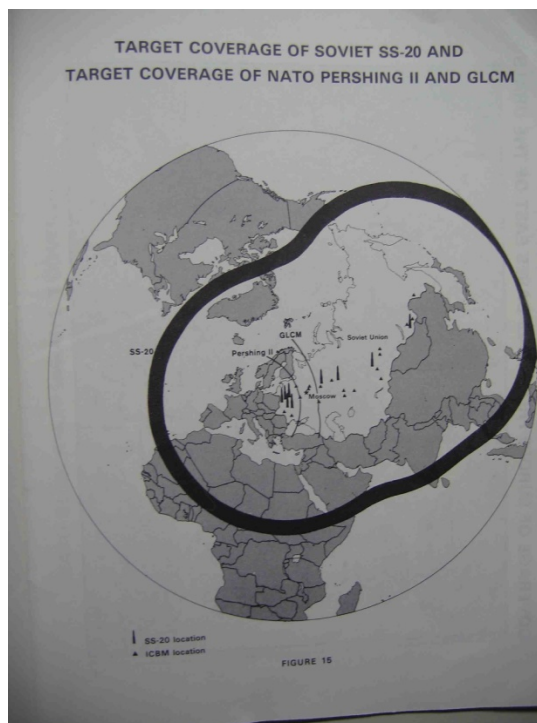 TARGET COVERAGE OF SOVIET SS-20 AND
TARGET COVERAGE OF NATO PERSHING II AND GLCM
GLCM
Soviet Union
SS-20
Pershing II
Moscow
SS-20 location
ICBM location
FIGURE 15